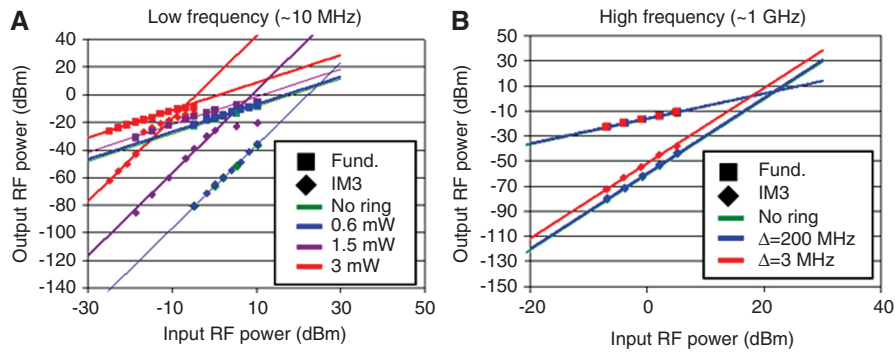 A
Low frequency (~10 MHz)
Output RF power (dBm)
40
20
0
-20
-40
-60
-80
-100
-120
-140
-30
-10
10
30
50
Input RF power (dBm)
Fund.
IM3
No ring
0.6 mW
1.5 mW
3 mW
B
High frequency (~1 GHz)
Output RF power (dBm)
50
30
10
-10
-30
-50
-70
-90
-110
-130
-150
-20
0
20
40
Input RF power (dBm)
Fund.
IM3
No ring
Δ=200 MHz
Δ=3 MHz